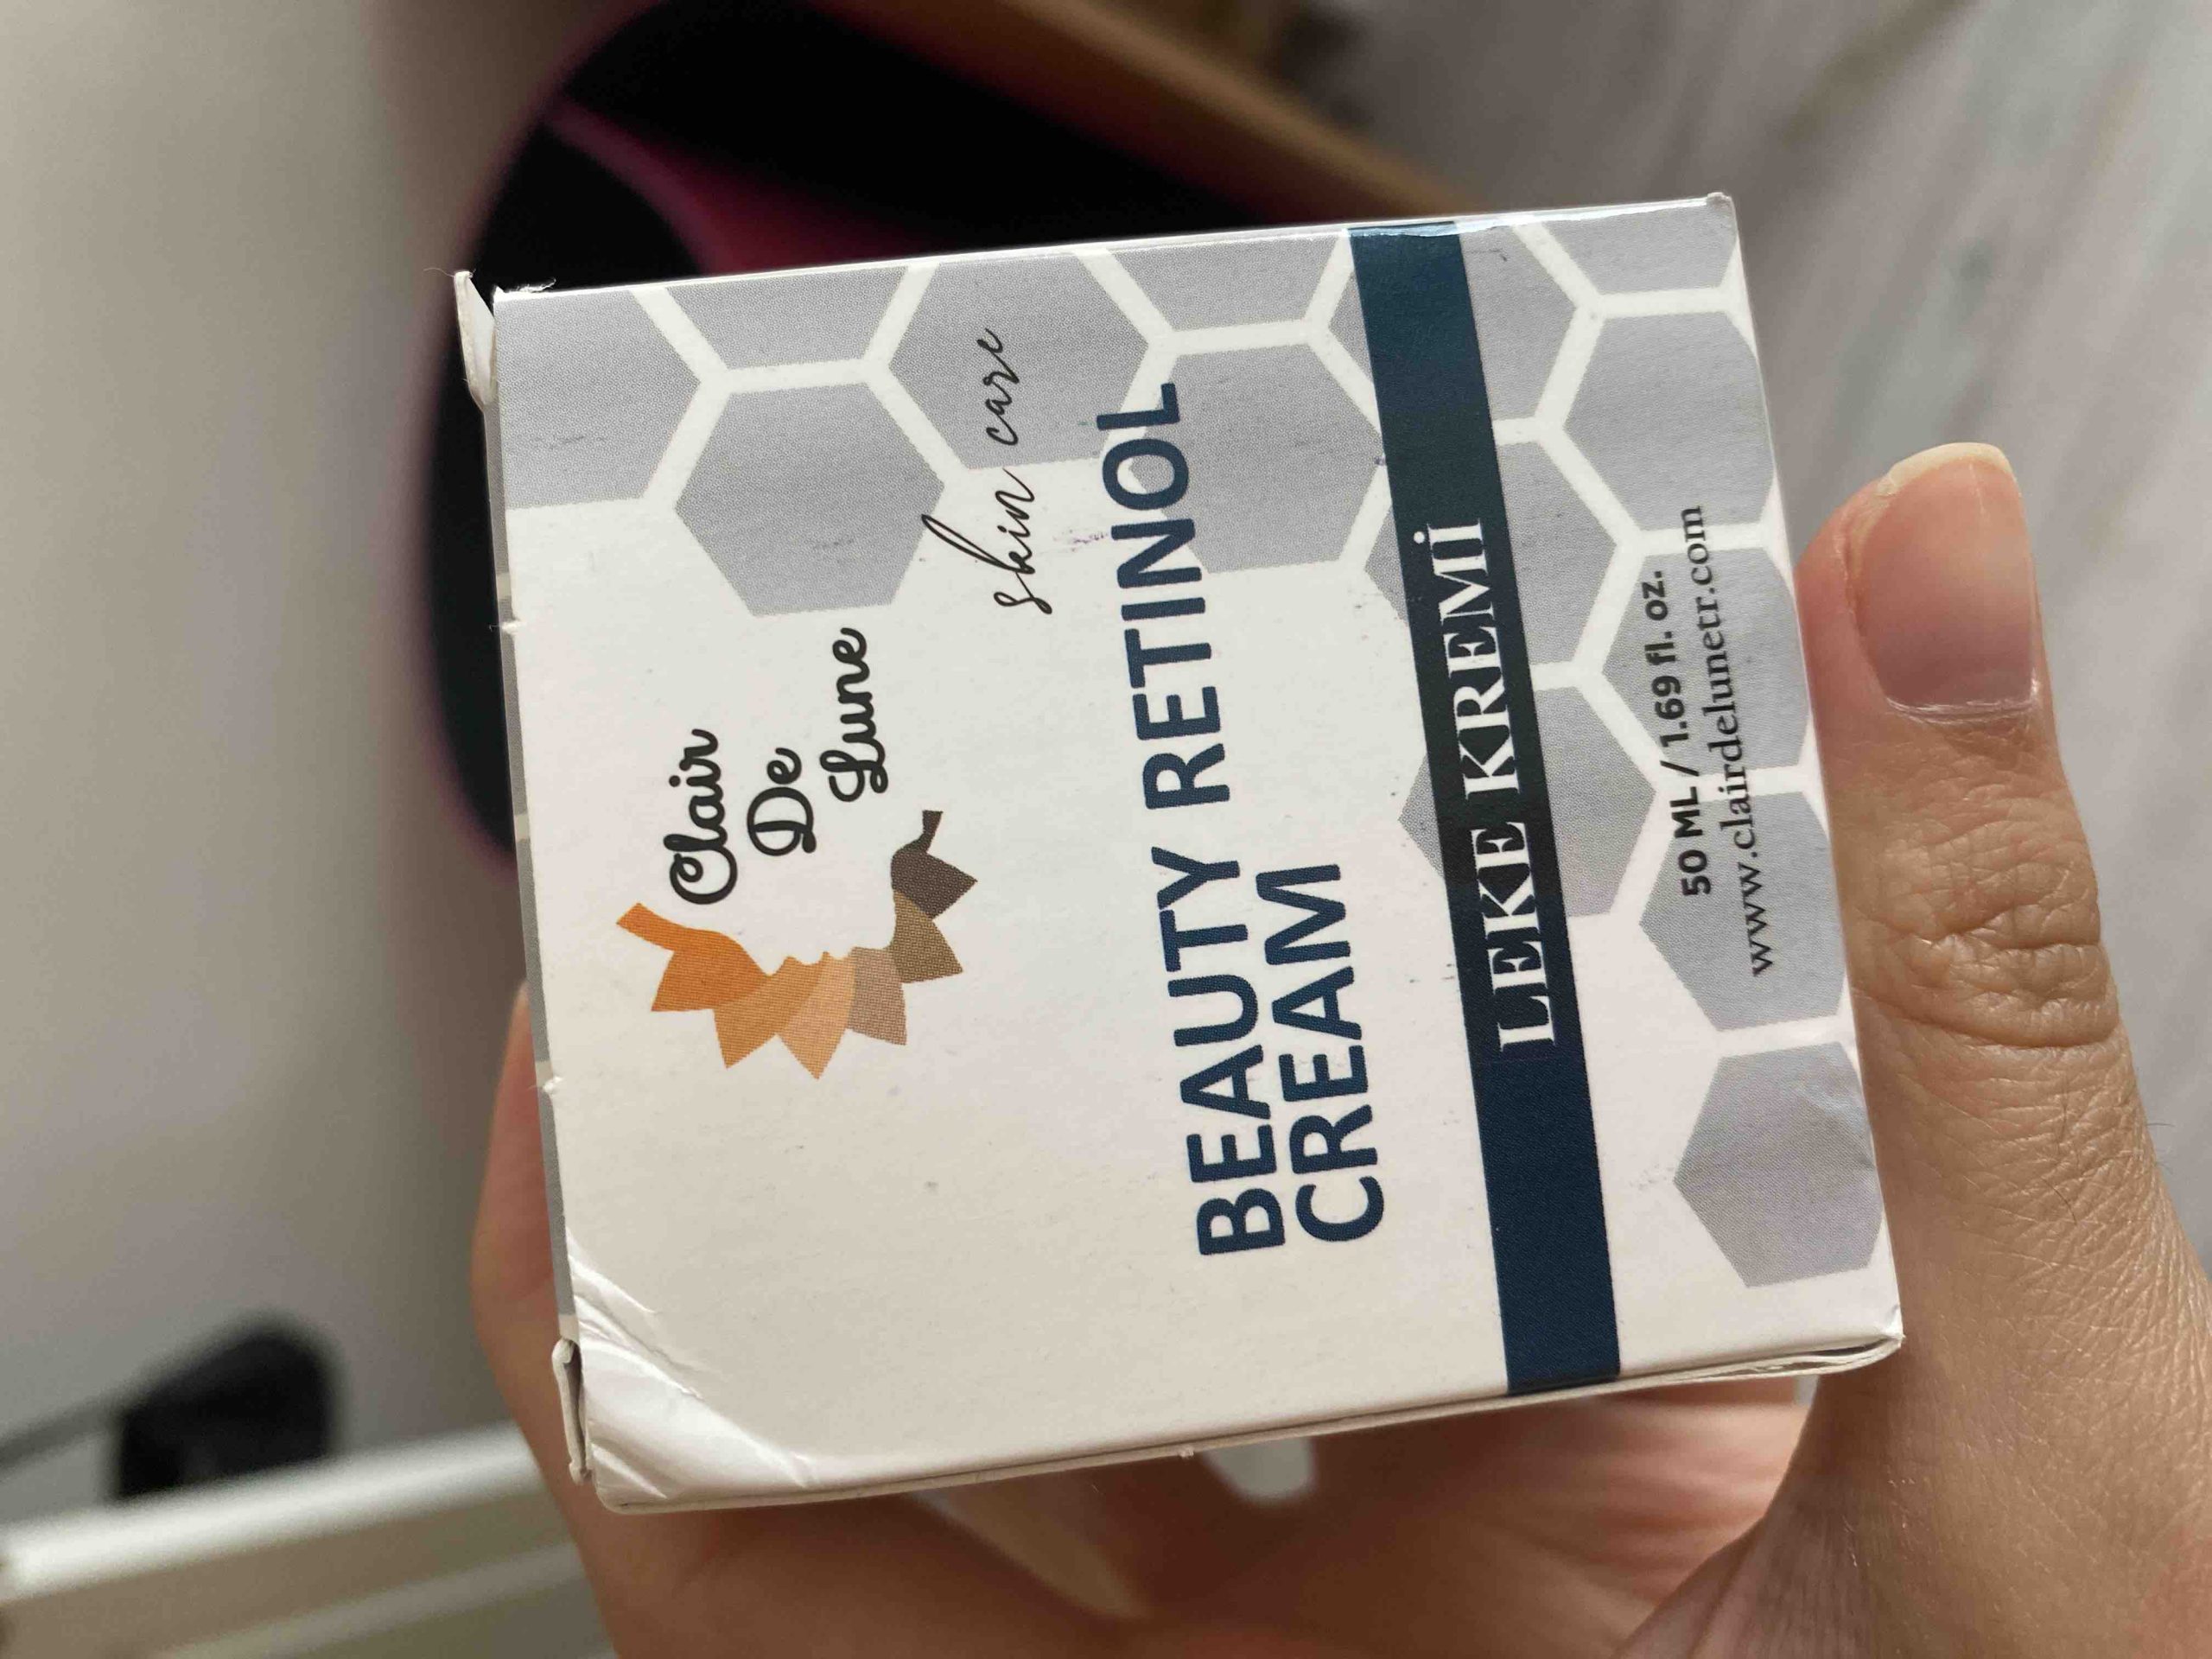 Clair
De
Lune
skin care
BEAUTY RETINOL
CREAM
LEKE KREMİ
50 ML / 1.69 fl. oz.
www.clairdelunetr.com